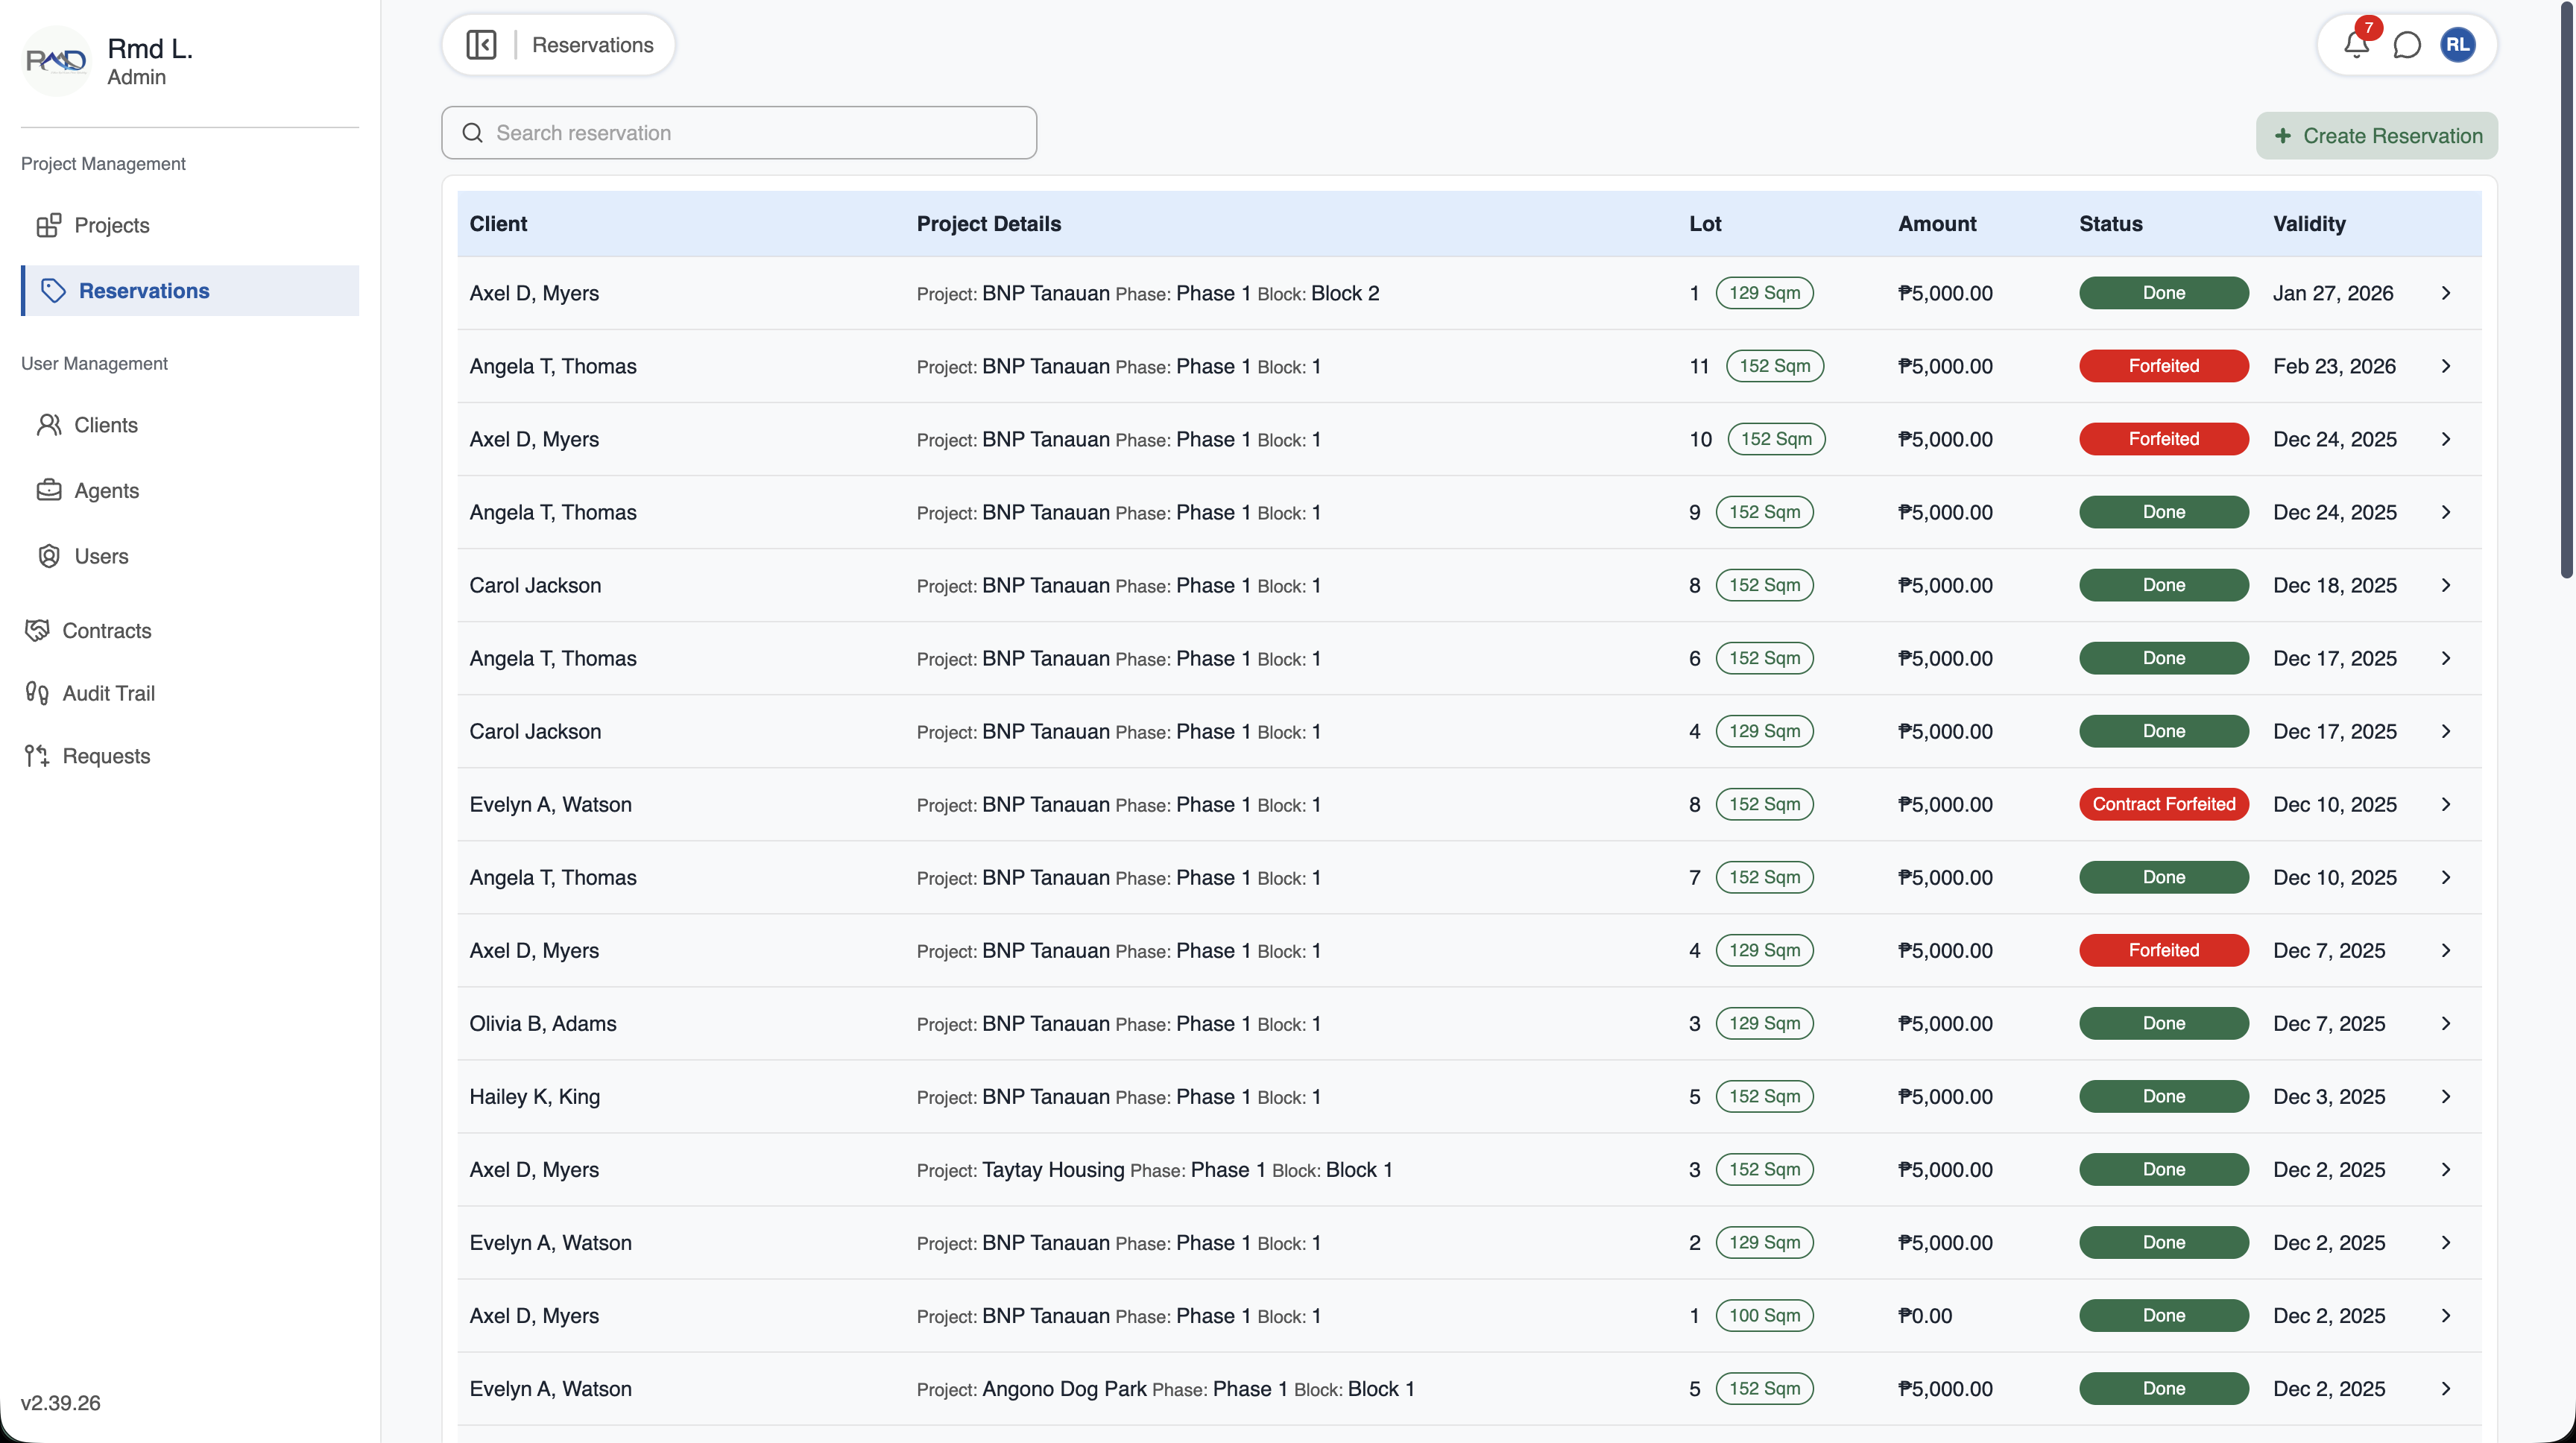 RMD
Rmd L.
Admin
Project Management
Projects
Reservations
User Management
Clients
Agents
Users
Contracts
Audit Trail
Requests
v2.39.26
Reservations
7
RL
Search reservation
+ Create Reservation
Client Project Details Lot Amount Status Validity
Axel D, Myers Project: BNP Tanauan Phase: Phase 1 Block: Block 2 1 129 Sqm ₱5,000.00 Done Jan 27, 2026
Angela T, Thomas Project: BNP Tanauan Phase: Phase 1 Block: 1 11 152 Sqm ₱5,000.00 Forfeited Feb 23, 2026
Axel D, Myers Project: BNP Tanauan Phase: Phase 1 Block: 1 10 152 Sqm ₱5,000.00 Forfeited Dec 24, 2025
Angela T, Thomas Project: BNP Tanauan Phase: Phase 1 Block: 1 9 152 Sqm ₱5,000.00 Done Dec 24, 2025
Carol Jackson Project: BNP Tanauan Phase: Phase 1 Block: 1 8 152 Sqm ₱5,000.00 Done Dec 18, 2025
Angela T, Thomas Project: BNP Tanauan Phase: Phase 1 Block: 1 6 152 Sqm ₱5,000.00 Done Dec 17, 2025
Carol Jackson Project: BNP Tanauan Phase: Phase 1 Block: 1 4 129 Sqm ₱5,000.00 Done Dec 17, 2025
Evelyn A, Watson Project: BNP Tanauan Phase: Phase 1 Block: 1 8 152 Sqm ₱5,000.00 Contract Forfeited Dec 10, 2025
Angela T, Thomas Project: BNP Tanauan Phase: Phase 1 Block: 1 7 152 Sqm ₱5,000.00 Done Dec 10, 2025
Axel D, Myers Project: BNP Tanauan Phase: Phase 1 Block: 1 4 129 Sqm ₱5,000.00 Forfeited Dec 7, 2025
Olivia B, Adams Project: BNP Tanauan Phase: Phase 1 Block: 1 3 129 Sqm ₱5,000.00 Done Dec 7, 2025
Hailey K, King Project: BNP Tanauan Phase: Phase 1 Block: 1 5 152 Sqm ₱5,000.00 Done Dec 3, 2025
Axel D, Myers Project: Taytay Housing Phase: Phase 1 Block: Block 1 3 152 Sqm ₱5,000.00 Done Dec 2, 2025
Evelyn A, Watson Project: BNP Tanauan Phase: Phase 1 Block: 1 2 129 Sqm ₱5,000.00 Done Dec 2, 2025
Axel D, Myers Project: BNP Tanauan Phase: Phase 1 Block: 1 1 100 Sqm ₱0.00 Done Dec 2, 2025
Evelyn A, Watson Project: Angono Dog Park Phase: Phase 1 Block: Block 1 5 152 Sqm ₱5,000.00 Done Dec 2, 2025